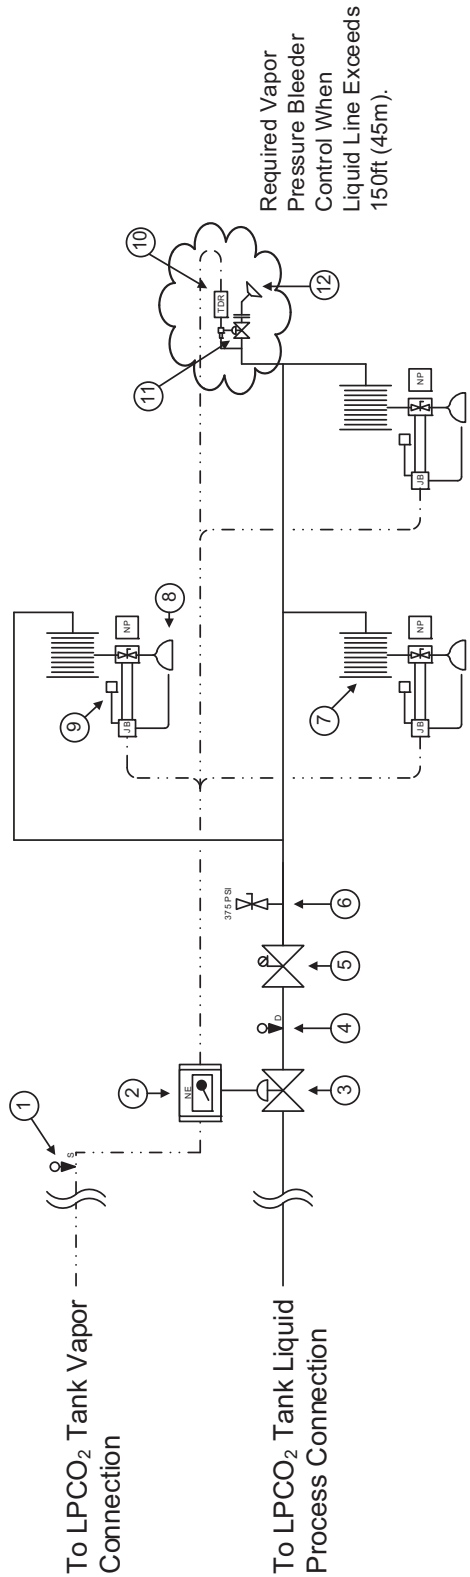 To LPCO₂ Tank Vapor
Connection
1
S
2
NE
To LPCO₂ Tank Liquid
Process Connection
3
4
D
5
6
375 PSI
7
JB
NP
8
9
JB
NP
JB
NP
10
TDR
11
12
Required Vapor
Pressure Bleeder
Control When
Liquid Line Exceeds
150ft (45m).